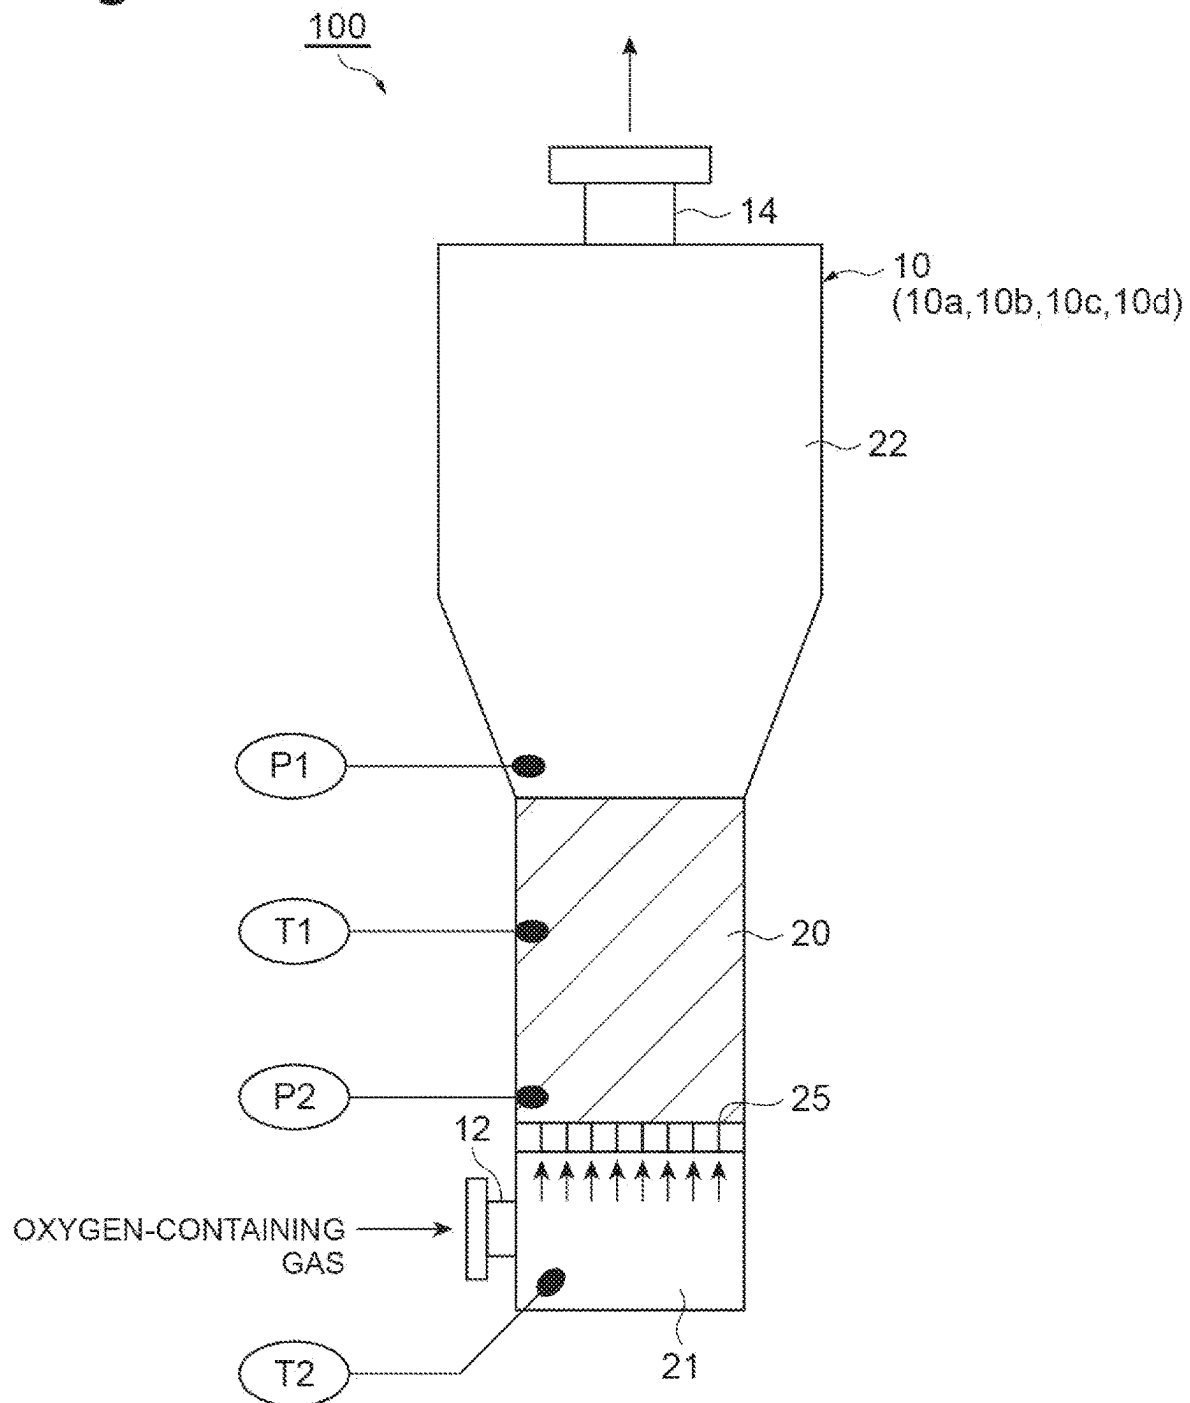 100
14
10
(10a,10b,10c,10d)
22
P1
T1
20
P2
25
12
OXYGEN-CONTAINING
GAS
21
T2